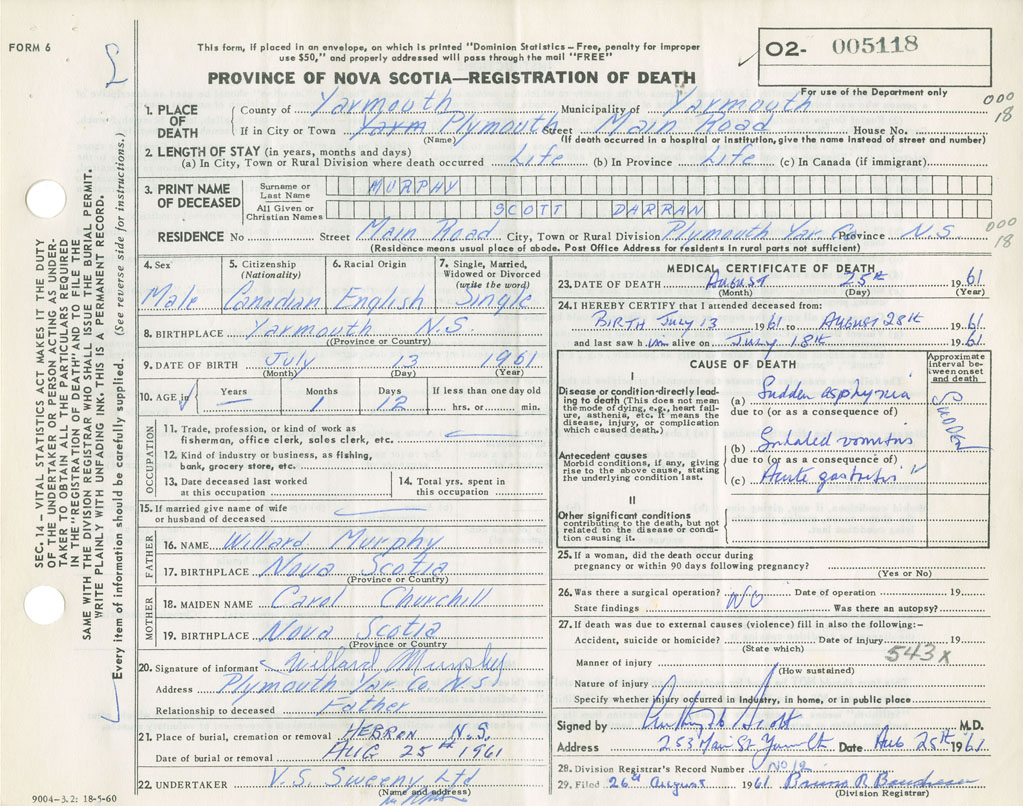 FORM 6
This form, if placed in an envelope, on which is printed "Dominion Statistics – Free, penalty for improper
use $50," and properly addressed will pass through the mail "FREE"
PROVINCE OF NOVA SCOTIA—REGISTRATION OF DEATH
O2- 005118
For use of the Department only
1. PLACE OF DEATH
County of Yarmouth Municipality of Yarmouth
000
18
If in City or Town Yarm Plymouth Street Main Road House No.
(Name) (If death occurred in a hospital or institution, give the name instead of street and number)
2. LENGTH OF STAY (in years, months and days)
(a) In City, Town or Rural Division where death occurred Life (b) In Province Life (c) In Canada (if immigrant)
3. PRINT NAME OF DECEASED
Surname or Last Name MURPHY
All Given or Christian Names SCOTT DARRAN
RESIDENCE No Street Main Road City, Town or Rural Division Plymouth Yar Co Province N.S
000
18
(Residence means usual place of abode. Post Office Address for residents in rural parts not sufficient)
4. Sex
Male
5. Citizenship (Nationality)
Canadian
6. Racial Origin
English
7. Single, Married, Widowed or Divorced (write the word)
Single
8. BIRTHPLACE Yarmouth N.S.
(Province or Country)
9. DATE OF BIRTH July 13 1961
(Month) (Day) (Year)
10. AGE in Years Months Days If less than one day old
1 12 hrs. or min.
OCCUPATION
11. Trade, profession, or kind of work as
fisherman, office clerk, sales clerk, etc.
12. Kind of industry or business, as fishing,
bank, grocery store, etc.
13. Date deceased last worked at this occupation
14. Total yrs. spent in this occupation
15. If married give name of wife
or husband of deceased
FATHER
16. NAME Willard Murphy
17. BIRTHPLACE Nova Scotia
(Province or Country)
MOTHER
18. MAIDEN NAME Carol Churchill
19. BIRTHPLACE Nova Scotia
(Province or Country)
20. Signature of informant Willard Murphy
Address Plymouth Yar Co N.S
Relationship to deceased Father
21. Place of burial, cremation or removal HEBRON N.S.
Date of burial or removal AUG 25th 1961
22. UNDERTAKER V.S. Sweeny Ltd
(Name and address)
9004-3.2: 18-5-60
MEDICAL CERTIFICATE OF DEATH
23. DATE OF DEATH AUGUST 25th 1961
(Month) (Day) (Year)
24. I HEREBY CERTIFY that I attended deceased from:
BIRTH JULY 13 1961 to AUGUST 28th 1961
and last saw him alive on JULY 18th 1961
CAUSE OF DEATH
Approximate interval between onset and death
I
Disease or condition directly leading to death (This does not mean the mode of dying, e.g., heart failure, asthenia, etc. It means the disease, injury, or complication which caused death.)
(a) Sudden asphyxia
due to (or as a consequence of)
SUDDEN
(b) Inhaled vomitus
Antecedent causes
Morbid conditions, if any, giving rise to the above cause, stating the underlying condition last.
due to (or as a consequence of)
(c) Acute gastritis "
II
Other significant conditions
contributing to the death, but not related to the disease or condition causing it.
25. If a woman, did the death occur during
pregnancy or within 90 days following pregnancy?
(Yes or No)
26. Was there a surgical operation? NO Date of operation 19
State findings Was there an autopsy?
27. If death was due to external causes (violence) fill in also the following:–
Accident, suicide or homicide? Date of injury 19
(State which)
543x
Manner of injury
(How sustained)
Nature of injury
Specify whether injury occurred in industry, in home, or in public place
Signed by M.D.
Address 253 Main St. Date Aug 25th 1961
28. Division Registrar's Record Number No 12
29. Filed 26th August 1961
(Division Registrar)
SEC. 14 – VITAL STATISTICS ACT MAKES IT THE DUTY
OF THE UNDERTAKER OR PERSON ACTING AS UNDERTAKER
TO OBTAIN ALL THE PARTICULARS REQUIRED
IN THE "REGISTRATION OF DEATH" AND TO FILE THE
SAME WITH THE DIVISION REGISTRAR WHO SHALL ISSUE THE BURIAL PERMIT.
WRITE PLAINLY WITH UNFADING INK. THIS IS A PERMANENT RECORD.
Every item of information should be carefully supplied. (See reverse side for instructions.)